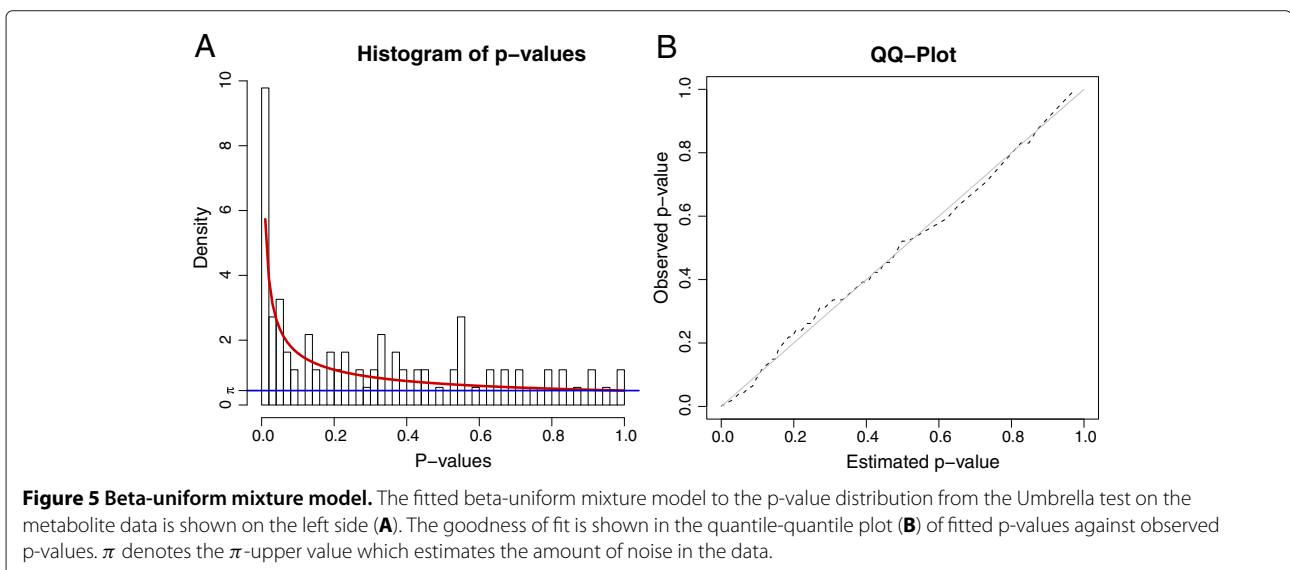 A
Histogram of p−values
Density
10
8
6
4
2
π
0
0.0 0.2 0.4 0.6 0.8 1.0
P−values
B
QQ−Plot
Observed p−value
1.0
0.8
0.6
0.4
0.2
0.0
0.0 0.2 0.4 0.6 0.8 1.0
Estimated p−value
Figure 5 Beta-uniform mixture model. The fitted beta-uniform mixture model to the p-value distribution from the Umbrella test on the
metabolite data is shown on the left side (A). The goodness of fit is shown in the quantile-quantile plot (B) of fitted p-values against observed
p-values. π denotes the π-upper value which estimates the amount of noise in the data.